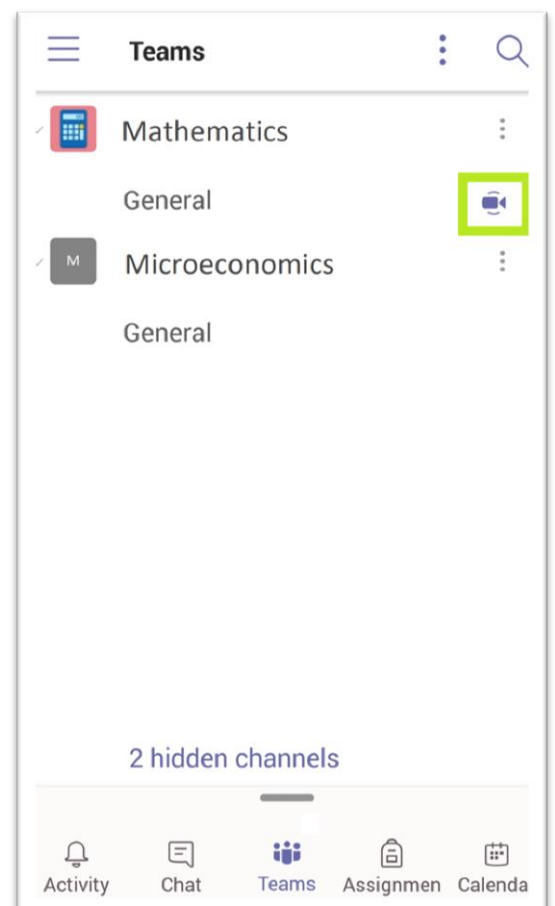 Teams
Mathematics
General
M
Microeconomics
General
2 hidden channels
Activity
Chat
Teams
Assignmen
Calenda